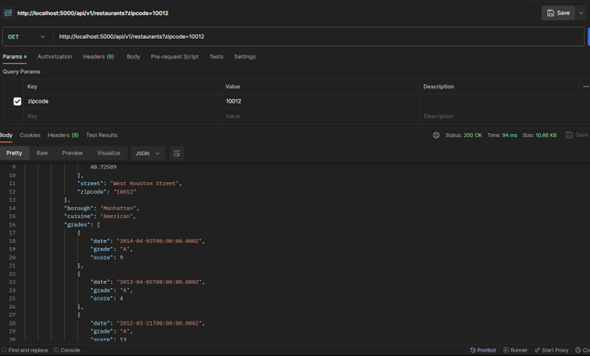 http://localhost:5000/api/v1/restaurants?zipcode=10012
Save
GET
http://localhost:5000/api/v1/restaurants?zipcode=10012
Params
Authorization
Headers (6)
Body
Pre-request Script
Tests
Settings
Query Params
Key
Value
Description
zipcode
10012
Key
Value
Description
Body
Cookies
Headers (8)
Test Results
Status: 200 OK
Time: 94 ms
Size: 10.66 KB
Save
Pretty
Raw
Preview
Visualize
JSON
9 40.72589
10 ],
11 "street": "West Houston Street",
12 "zipcode": "10012"
13 },
14 "borough": "Manhattan",
15 "cuisine": "American",
16 "grades": [
17 {
18 "date": "2014-04-03T00:00:00.000Z",
19 "grade": "A",
20 "score": 9
21 },
22 {
23 "date": "2013-04-05T00:00:00.000Z",
24 "grade": "A",
25 "score": 4
26 },
27 {
28 "date": "2012-03-21T00:00:00.000Z",
29 "grade": "A",
30 "score": 13
Find and replace
Console
Postbot
Runner
Start Proxy